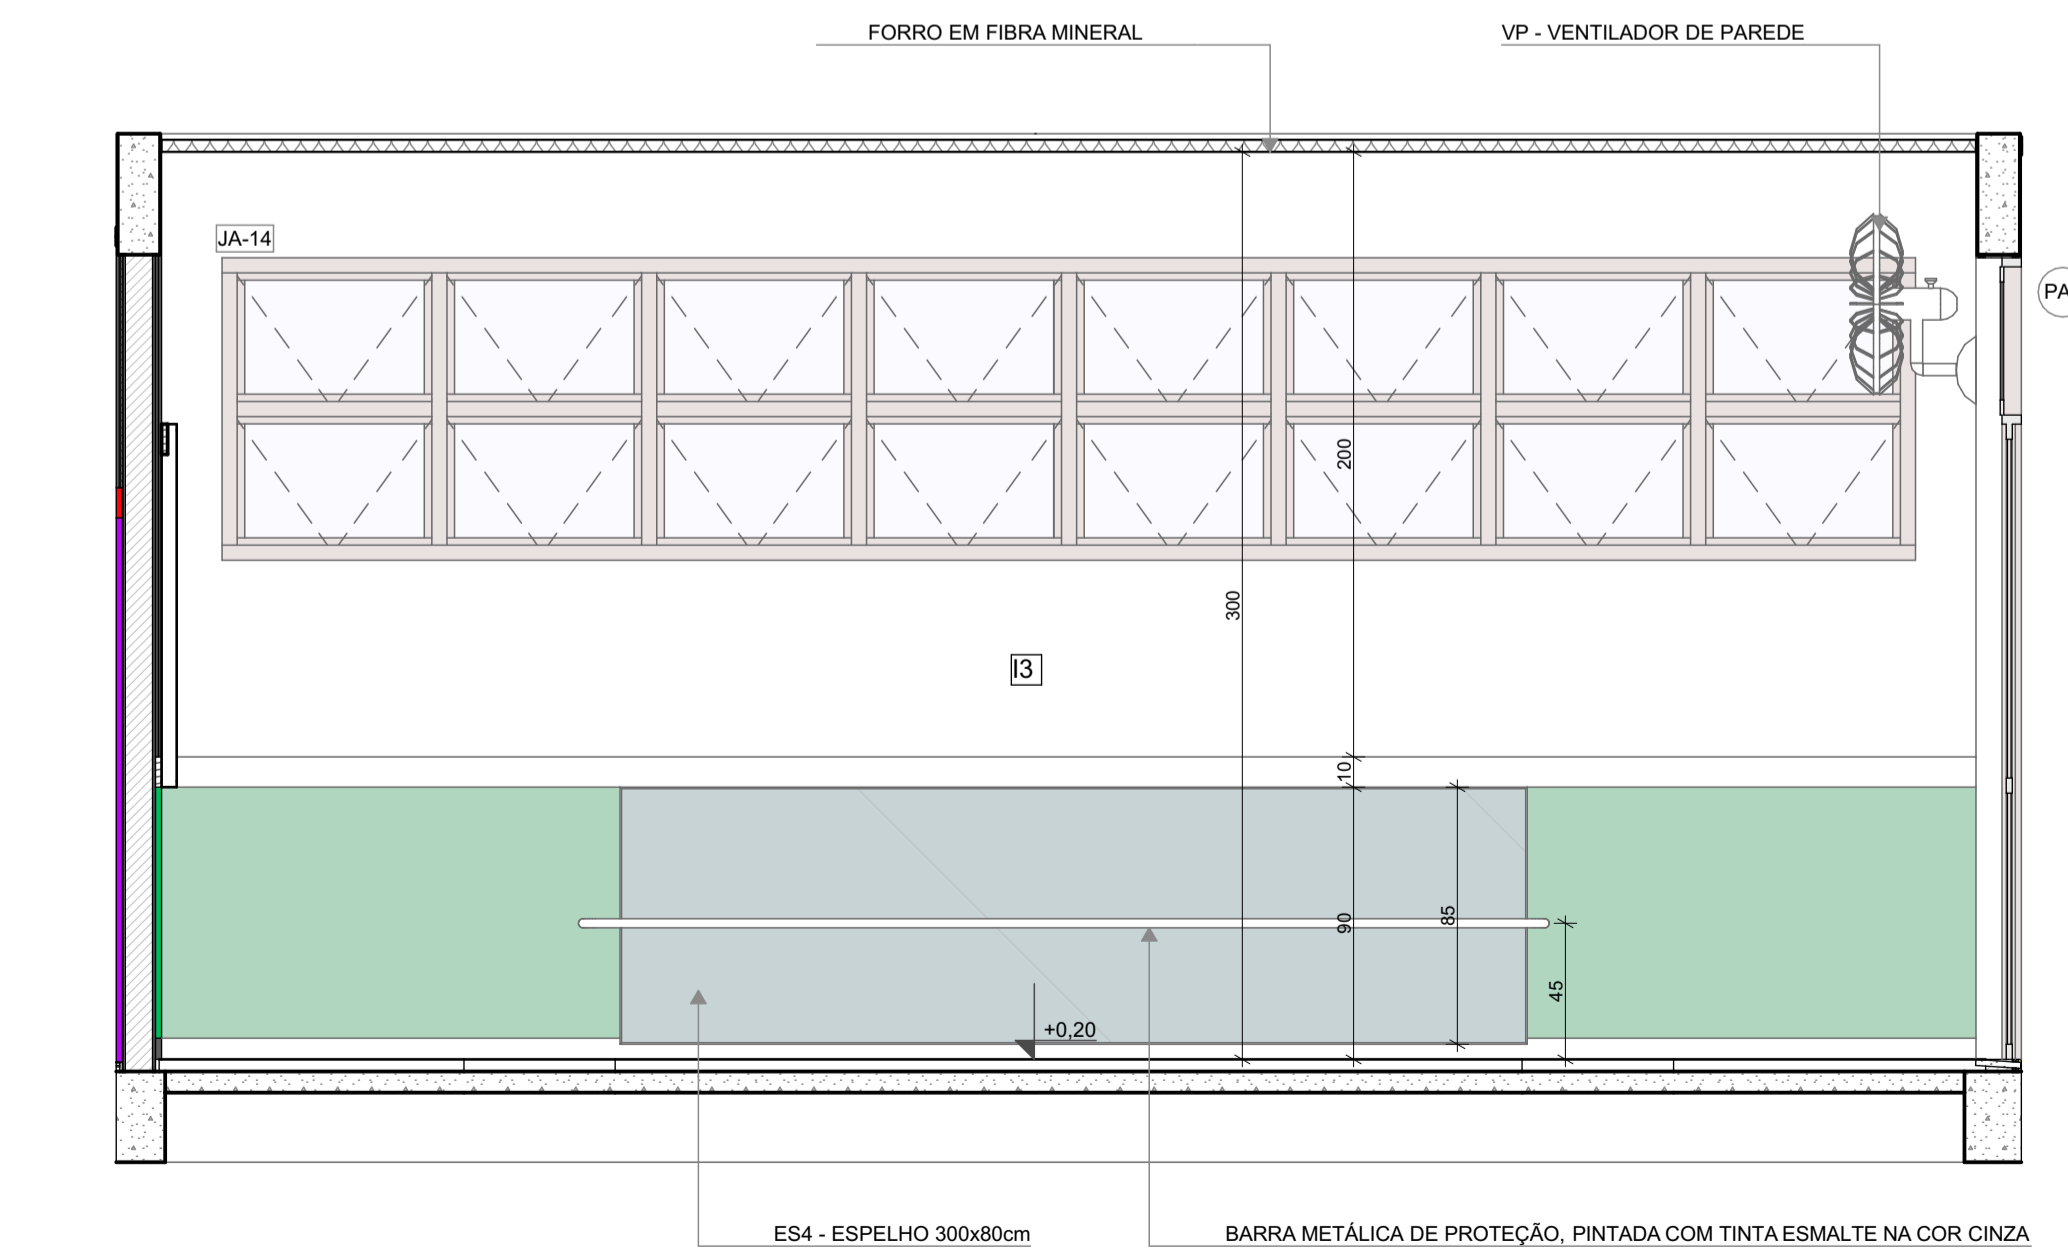 FORRO EM FIBRA MINERAL
VP - VENTILADOR DE PAREDE
JA-14
PA
200
300
I3
10
90
85
45
+0,20
ES4 - ESPELHO 300x80cm
BARRA METÁLICA DE PROTEÇÃO, PINTADA COM TINTA ESMALTE NA COR CINZA